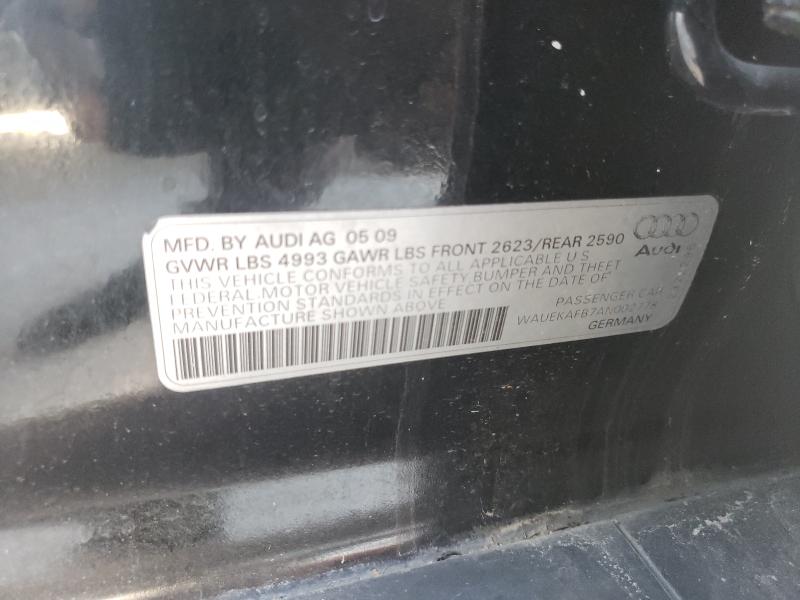 MFD. BY AUDI AG 05 09
GVWR LBS 4993 GAWR LBS FRONT 2623/REAR 2590
THIS VEHICLE CONFORMS TO ALL APPLICABLE U S
FEDERAL MOTOR VEHICLE SAFETY BUMPER AND THEFT
PREVENTION STANDARDS IN EFFECT ON THE DATE OF
MANUFACTURE SHOWN ABOVE
Audi
PASSENGER CAR
WAUEKAFB7AN002778
GERMANY